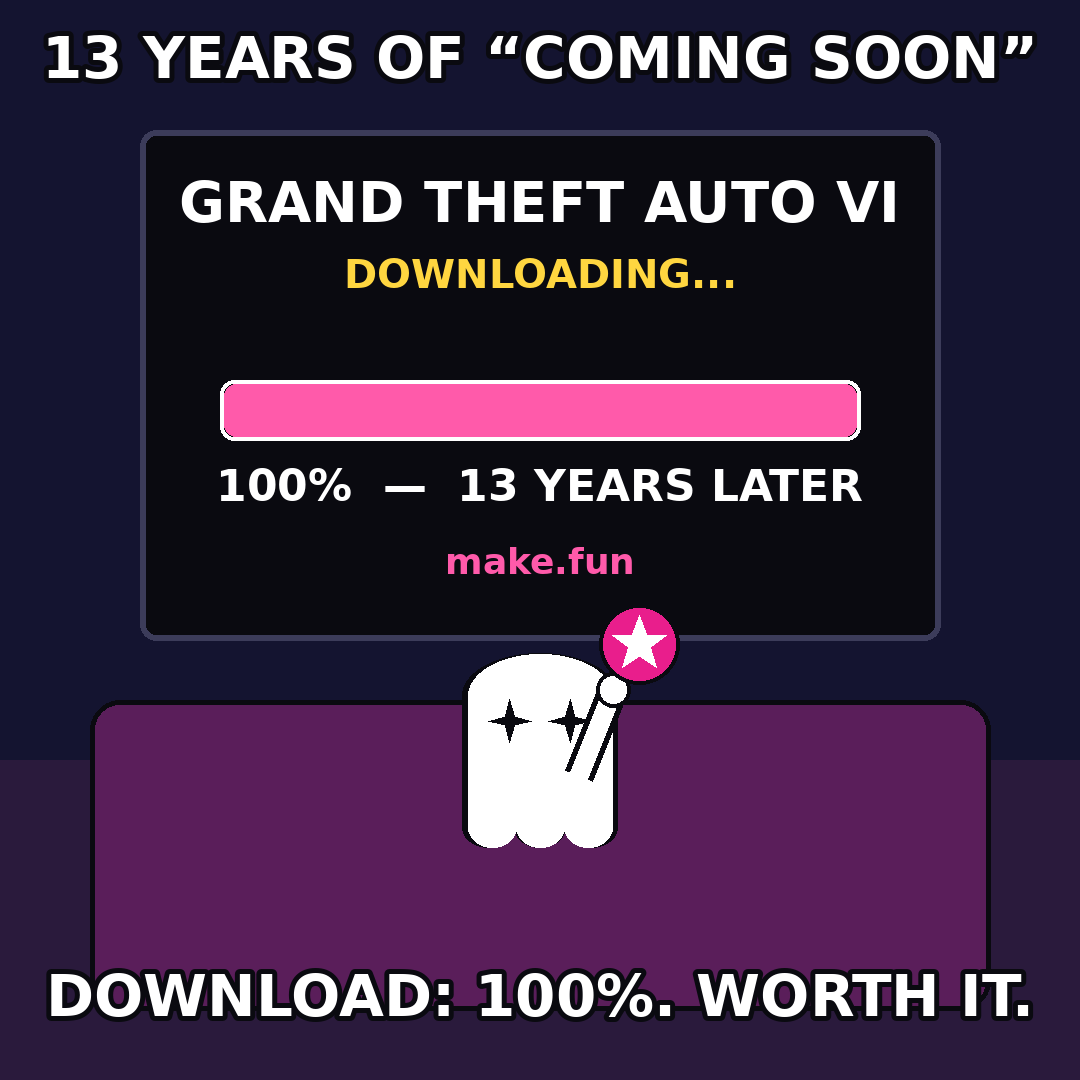 13 YEARS OF “COMING SOON”
GRAND THEFT AUTO VI
DOWNLOADING...
100% — 13 YEARS LATER
make.fun
DOWNLOAD: 100%. WORTH IT.